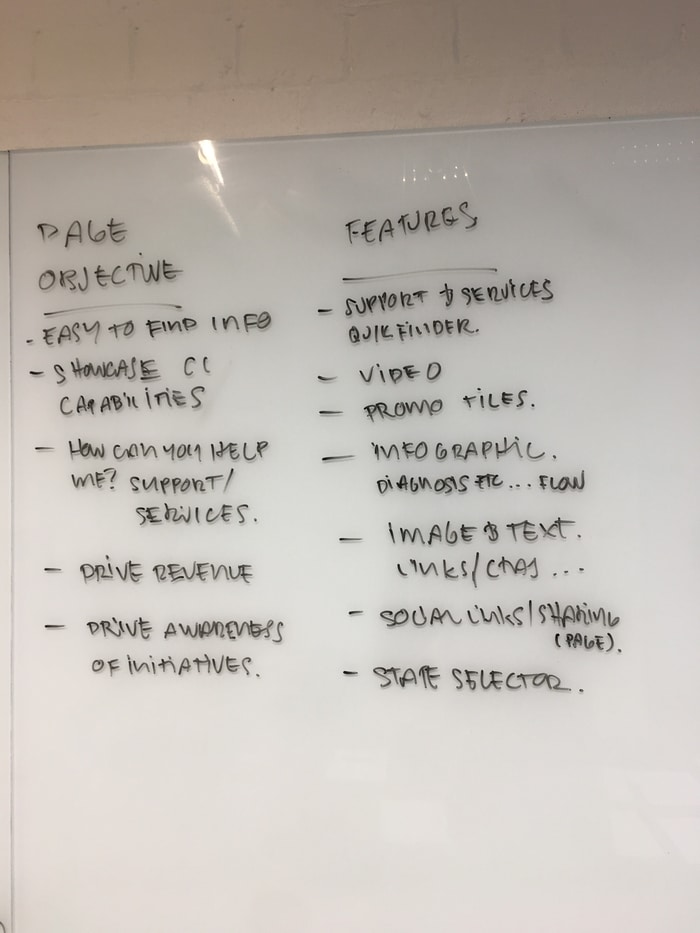 PAGE
OBJECTIVE
- EASY TO FIND INFO
- SHOWCASE CC
CAPABILITIES
- HOW CAN YOU HELP
ME? SUPPORT/
SERVICES.
- DRIVE REVENUE
- DRIVE AWARENESS
OF INITIATIVES.
FEATURES
- SUPPORT & SERVICES
QUIKFINDER.
- VIDEO
- PROMO TILES.
- INFOGRAPHIC.
DIAGNOSIS ETC... FLOW
- IMAGE & TEXT.
LINKS/CTAS ...
- SOCIAL LINKS/SHARING
(PAGE).
- STATE SELECTOR.